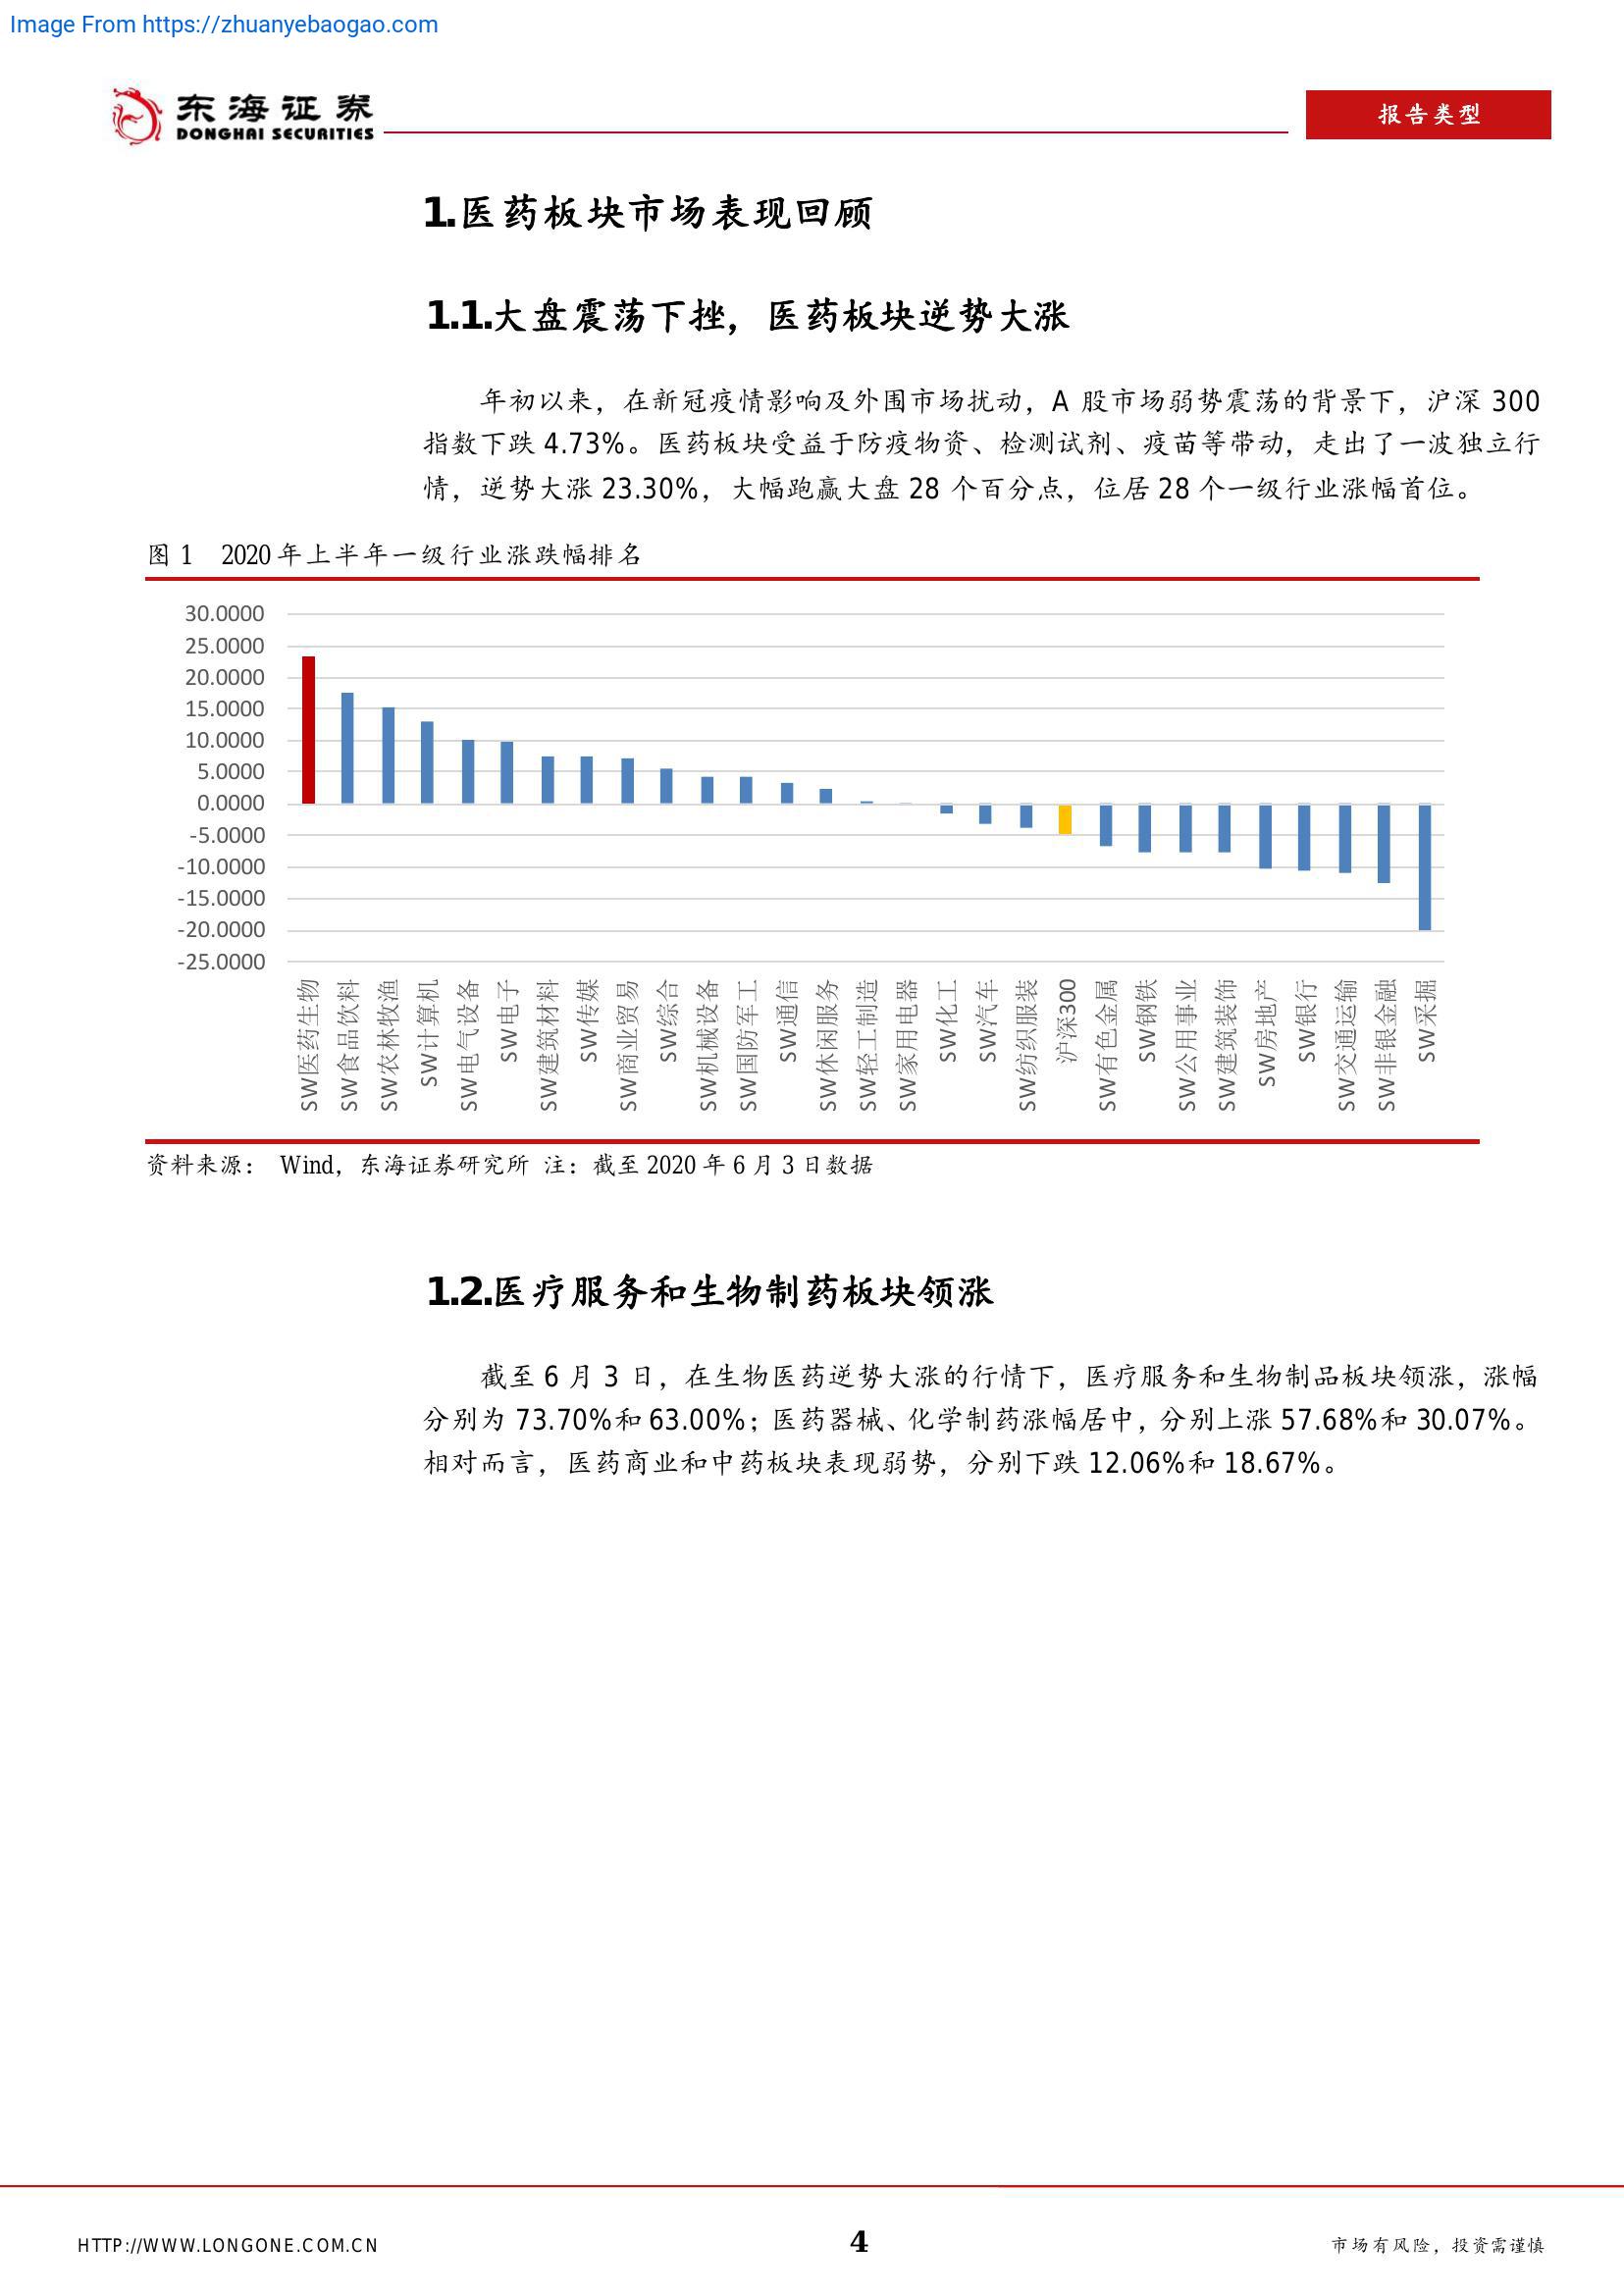 Image From https://zhuanyebaogao.com
东海证券
DONGHAI SECURITIES
报告类型
1.医药板块市场表现回顾
1.1.大盘震荡下挫，医药板块逆势大涨
年初以来，在新冠疫情影响及外围市场扰动，A 股市场弱势震荡的背景下，沪深 300
指数下跌 4.73%。医药板块受益于防疫物资、检测试剂、疫苗等带动，走出了一波独立行
情，逆势大涨 23.30%，大幅跑赢大盘 28 个百分点，位居 28 个一级行业涨幅首位。
图 1 2020 年上半年一级行业涨跌幅排名
30.0000
25.0000
20.0000
15.0000
10.0000
5.0000
0.0000
-5.0000
-10.0000
-15.0000
-20.0000
-25.0000
SW医药生物
SW食品饮料
SW农林牧渔
SW计算机
SW电气设备
SW电子
SW建筑材料
SW传媒
SW商业贸易
SW综合
SW机械设备
SW国防军工
SW通信
SW休闲服务
SW轻工制造
SW家用电器
SW化工
SW汽车
SW纺织服装
沪深300
SW有色金属
SW钢铁
SW公用事业
SW建筑装饰
SW房地产
SW银行
SW交通运输
SW非银金融
SW采掘
资料来源： Wind，东海证券研究所 注：截至 2020 年 6 月 3 日数据
1.2.医疗服务和生物制药板块领涨
截至 6 月 3 日，在生物医药逆势大涨的行情下，医疗服务和生物制品板块领涨，涨幅
分别为 73.70%和 63.00%；医药器械、化学制药涨幅居中，分别上涨 57.68%和 30.07%。
相对而言，医药商业和中药板块表现弱势，分别下跌 12.06%和 18.67%。
HTTP://WWW.LONGONE.COM.CN
4
市场有风险，投资需谨慎